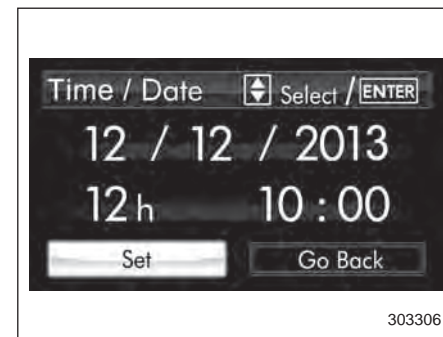 Time / Date Select / ENTER
12 / 12 / 2013
12h 10 : 00
Set Go Back
303306